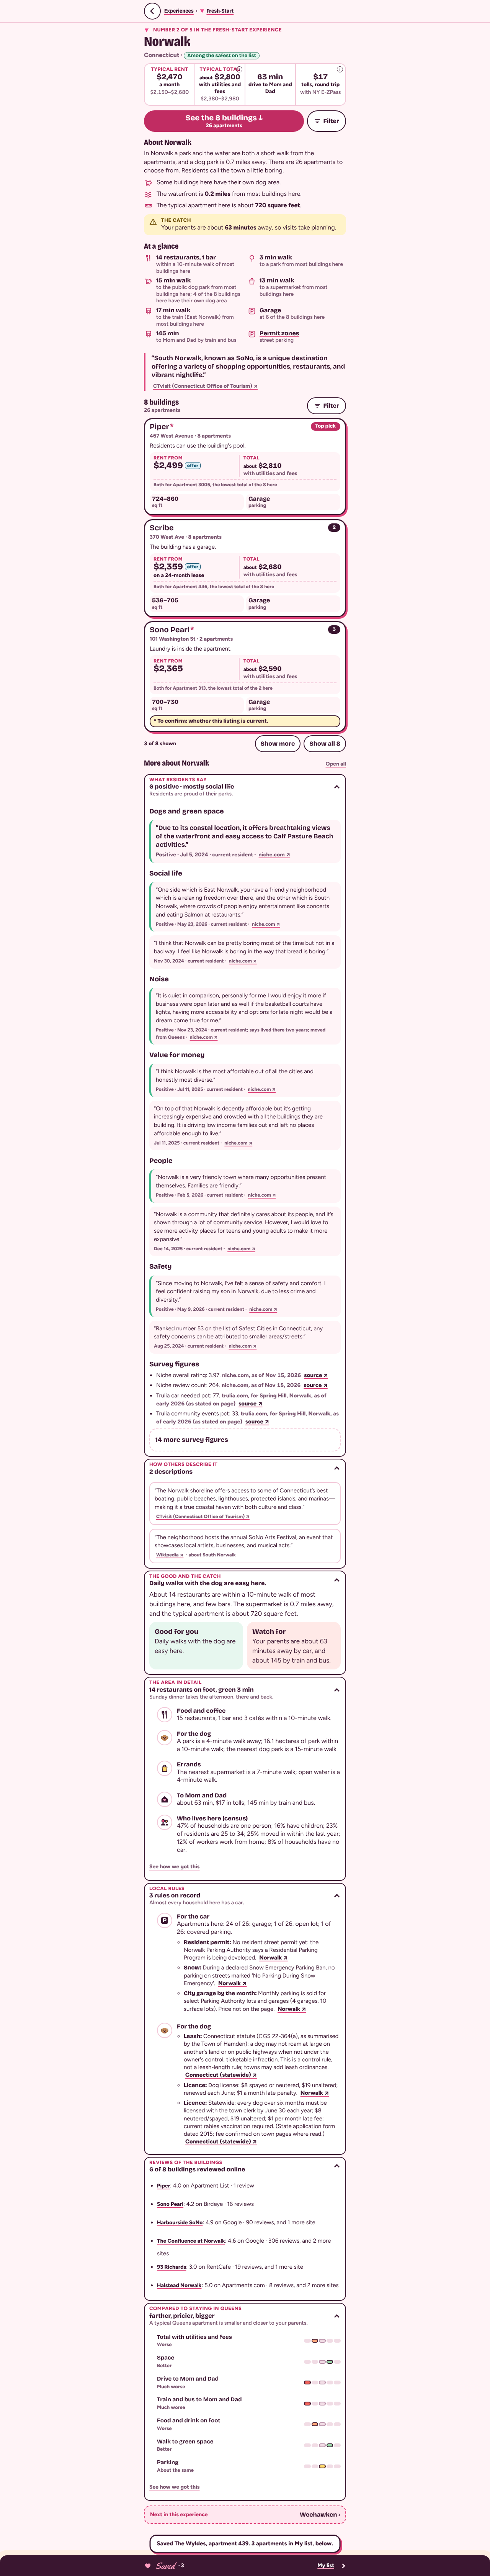 Experiences › Fresh-Start
NUMBER 2 OF 5 IN THE FRESH-START EXPERIENCE
Norwalk
Connecticut · Among the safest on the list
TYPICAL RENT
$2,470
a month
$2,150–$2,680
TYPICAL TOTAL
about $2,800
with utilities and
fees
$2,380–$2,980
63 min
drive to Mom and
Dad
$17
tolls, round trip
with NY E-ZPass
See the 8 buildings ↓
26 apartments
Filter
About Norwalk
In Norwalk a park and the water are both a short walk from the
apartments, and a dog park is 0.7 miles away. There are 26 apartments to
choose from. Residents call the town a little boring.
Some buildings here have their own dog area.
The waterfront is 0.2 miles from most buildings here.
The typical apartment here is about 720 square feet.
THE CATCH
Your parents are about 63 minutes away, so visits take planning.
At a glance
14 restaurants, 1 bar
within a 10-minute walk of most
buildings here
3 min walk
to a park from most buildings here
15 min walk
to the public dog park from most
buildings here; 4 of the 8 buildings
here have their own dog area
13 min walk
to a supermarket from most
buildings here
17 min walk
to the train (East Norwalk) from
most buildings here
Garage
at 6 of the 8 buildings here
145 min
to Mom and Dad by train and bus
Permit zones
street parking
"South Norwalk, known as SoNo, is a unique destination
offering a variety of shopping opportunities, restaurants, and
vibrant nightlife."
CTvisit (Connecticut Office of Tourism) ↗
8 buildings
26 apartments
Filter
Piper*
Top pick
467 West Avenue · 8 apartments
Residents can use the building's pool.
RENT FROM
$2,499 offer
TOTAL
about $2,810
with utilities and fees
Both for Apartment 3005, the lowest total of the 8 here
724–860
sq ft
Garage
parking
Scribe
2
370 West Ave · 8 apartments
The building has a garage.
RENT FROM
$2,359 offer
on a 24-month lease
TOTAL
about $2,680
with utilities and fees
Both for Apartment 446, the lowest total of the 8 here
536–705
sq ft
Garage
parking
Sono Pearl*
3
101 Washington St · 2 apartments
Laundry is inside the apartment.
RENT FROM
$2,365
TOTAL
about $2,590
with utilities and fees
Both for Apartment 313, the lowest total of the 2 here
700–730
sq ft
Garage
parking
* To confirm: whether this listing is current.
3 of 8 shown
Show more
Show all 8
More about Norwalk
Open all
WHAT RESIDENTS SAY
6 positive · mostly social life
Residents are proud of their parks.
Dogs and green space
"Due to its coastal location, it offers breathtaking views
of the waterfront and easy access to Calf Pasture Beach
activities."
Positive · Jul 5, 2024 · current resident · niche.com ↗
Social life
"One side which is East Norwalk, you have a friendly neighborhood
which is a relaxing freedom over there, and the other which is South
Norwalk, where crowds of people enjoy entertainment like concerts
and eating Salmon at restaurants."
Positive · May 23, 2026 · current resident · niche.com ↗
"I think that Norwalk can be pretty boring most of the time but not in a
bad way. I feel like Norwalk is boring in the way that bread is boring."
Nov 30, 2024 · current resident · niche.com ↗
Noise
"It is quiet in comparison, personally for me I would enjoy it more if
business were open later and as well if the basketball courts have
lights, having more accessibility and options for late night would be a
dream come true for me."
Positive · Nov 23, 2024 · current resident; says lived there two years; moved
from Queens · niche.com ↗
Value for money
"I think Norwalk is the most affordable out of all the cities and
honestly most diverse."
Positive · Jul 11, 2025 · current resident · niche.com ↗
"On top of that Norwalk is decently affordable but it's getting
increasingly expensive and crowded with all the buildings they are
building. It is driving low income families out and left no places
affordable enough to live."
Jul 11, 2025 · current resident · niche.com ↗
People
"Norwalk is a very friendly town where many opportunities present
themselves. Families are friendly."
Positive · Feb 5, 2026 · current resident · niche.com ↗
"Norwalk is a community that definitely cares about its people, and it's
shown through a lot of community service. However, I would love to
see more activity places for teens and young adults to make it more
expansive."
Dec 14, 2025 · current resident · niche.com ↗
Safety
"Since moving to Norwalk, I've felt a sense of safety and comfort. I
feel confident raising my son in Norwalk, due to less crime and
diversity."
Positive · May 9, 2026 · current resident · niche.com ↗
"Ranked number 53 on the list of Safest Cities in Connecticut, any
safety concerns can be attributed to smaller areas/streets."
Aug 25, 2024 · current resident · niche.com ↗
Survey figures
Niche overall rating: 3.97. niche.com, as of Nov 15, 2026 source ↗
Niche review count: 264. niche.com, as of Nov 15, 2026 source ↗
Trulia car needed pct: 77. trulia.com, for Spring Hill, Norwalk, as of
early 2026 (as stated on page) source ↗
Trulia community events pct: 33. trulia.com, for Spring Hill, Norwalk, as
of early 2026 (as stated on page) source ↗
14 more survey figures
HOW OTHERS DESCRIBE IT
2 descriptions
"The Norwalk shoreline offers access to some of Connecticut's best
boating, public beaches, lighthouses, protected islands, and marinas—
making it a true coastal haven with both culture and class."
CTvisit (Connecticut Office of Tourism) ↗
"The neighborhood hosts the annual SoNo Arts Festival, an event that
showcases local artists, businesses, and musical acts."
Wikipedia ↗ · about South Norwalk
THE GOOD AND THE CATCH
Daily walks with the dog are easy here.
About 14 restaurants are within a 10-minute walk of most
buildings here, and few bars. The supermarket is 0.7 miles away,
and the typical apartment is about 720 square feet.
Good for you
Daily walks with the dog are
easy here.
Watch for
Your parents are about 63
minutes away by car, and
about 145 by train and bus.
THE AREA IN DETAIL
14 restaurants on foot, green 3 min
Sunday dinner takes the afternoon, there and back.
Food and coffee
15 restaurants, 1 bar and 3 cafés within a 10-minute walk.
For the dog
A park is a 4-minute walk away; 16.1 hectares of park within
a 10-minute walk; the nearest dog park is a 15-minute walk.
Errands
The nearest supermarket is a 7-minute walk; open water is a
4-minute walk.
To Mom and Dad
about 63 min, $17 in tolls; 145 min by train and bus.
Who lives here (census)
47% of households are one person; 16% have children; 23%
of residents are 25 to 34; 25% moved in within the last year;
12% of workers work from home; 8% of households have no
car.
See how we got this
LOCAL RULES
3 rules on record
Almost every household here has a car.
For the car
Apartments here: 24 of 26: garage; 1 of 26: open lot; 1 of
26: covered parking.
Resident permit: No resident street permit yet: the
Norwalk Parking Authority says a Residential Parking
Program is being developed. Norwalk ↗
Snow: During a declared Snow Emergency Parking Ban, no
parking on streets marked 'No Parking During Snow
Emergency'. Norwalk ↗
City garage by the month: Monthly parking is sold for
select Parking Authority lots and garages (4 garages, 10
surface lots). Price not on the page. Norwalk ↗
For the dog
Leash: Connecticut statute (CGS 22-364(a), as summarised
by the Town of Hamden): a dog may not roam at large on
another's land or on public highways when not under the
owner's control; ticketable infraction. This is a control rule,
not a leash-length rule; towns may add leash ordinances.
Connecticut (statewide) ↗
Licence: Dog license: $8 spayed or neutered, $19 unaltered;
renewed each June; $1 a month late penalty. Norwalk ↗
Licence: Statewide: every dog over six months must be
licensed with the town clerk by June 30 each year; $8
neutered/spayed, $19 unaltered; $1 per month late fee;
current rabies vaccination required. (State application form
dated 2015; fee confirmed on town pages where read.)
Connecticut (statewide) ↗
REVIEWS OF THE BUILDINGS
6 of 8 buildings reviewed online
Piper: 4.0 on Apartment List · 1 review
Sono Pearl: 4.2 on Birdeye · 16 reviews
Harbourside SoNo: 4.9 on Google · 90 reviews, and 1 more site
The Confluence at Norwalk: 4.6 on Google · 306 reviews, and 2 more
sites
93 Richards: 3.0 on RentCafe · 19 reviews, and 1 more site
Halstead Norwalk: 5.0 on Apartments.com · 8 reviews, and 2 more sites
COMPARED TO STAYING IN QUEENS
farther, pricier, bigger
A typical Queens apartment is smaller and closer to your parents.
Total with utilities and fees
Worse
Space
Better
Drive to Mom and Dad
Much worse
Train and bus to Mom and Dad
Much worse
Food and drink on foot
Worse
Walk to green space
Better
Parking
About the same
See how we got this
Next in this experience
Weehawken ›
Saved The Wyldes, apartment 439. 3 apartments in My list, below.
Saved · 3
My list